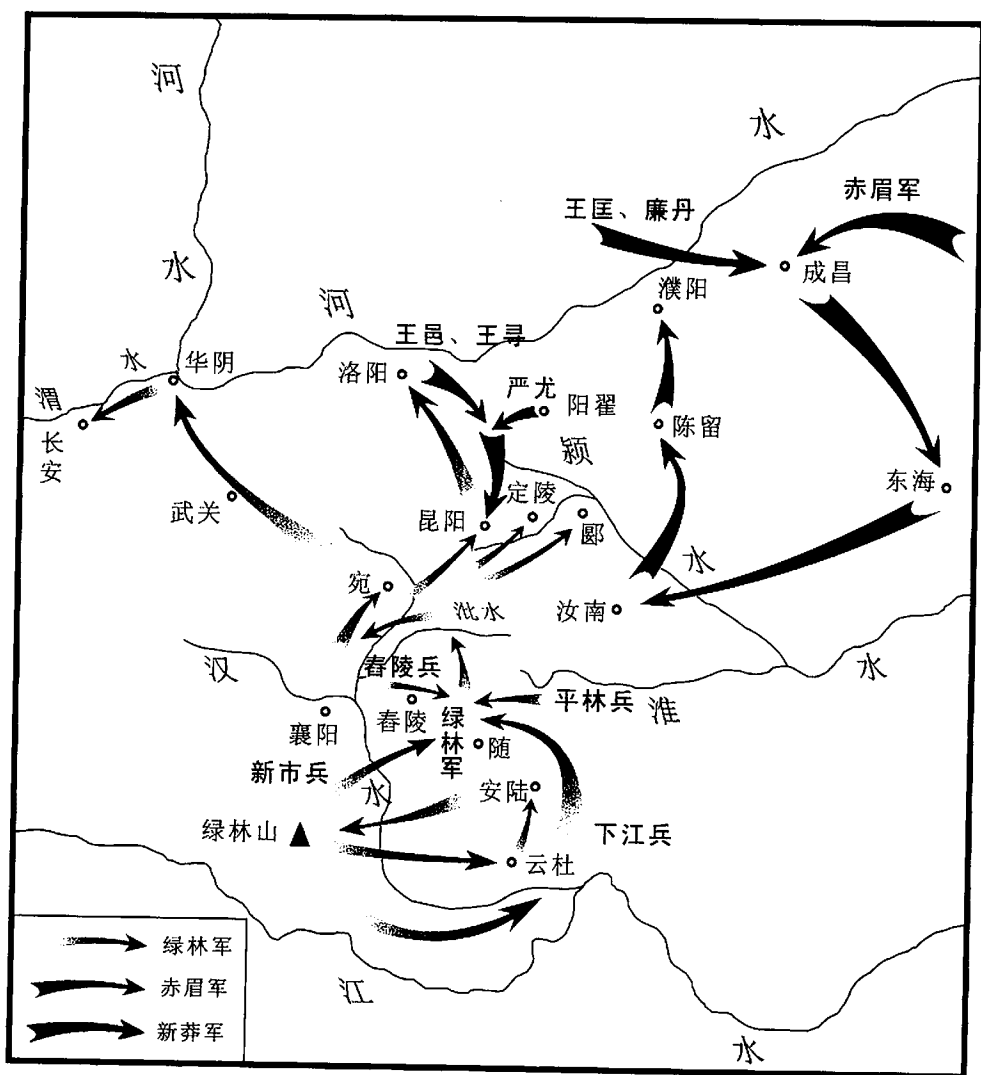 河
水
赤眉军
王匡、廉丹
成昌
水
濮阳
河
王邑、王寻
水
华阴
洛阳
严尤
阳翟
渭
长安
陈留
颍
东海
定陵
武关
昆阳
郾
水
宛
沘水
汝南
汉
舂陵兵
水
平林兵
淮
舂陵
绿林军
襄阳
随
新市兵
水
安陆
绿林山
下江兵
云杜
江
水
绿林军
赤眉军
新莽军